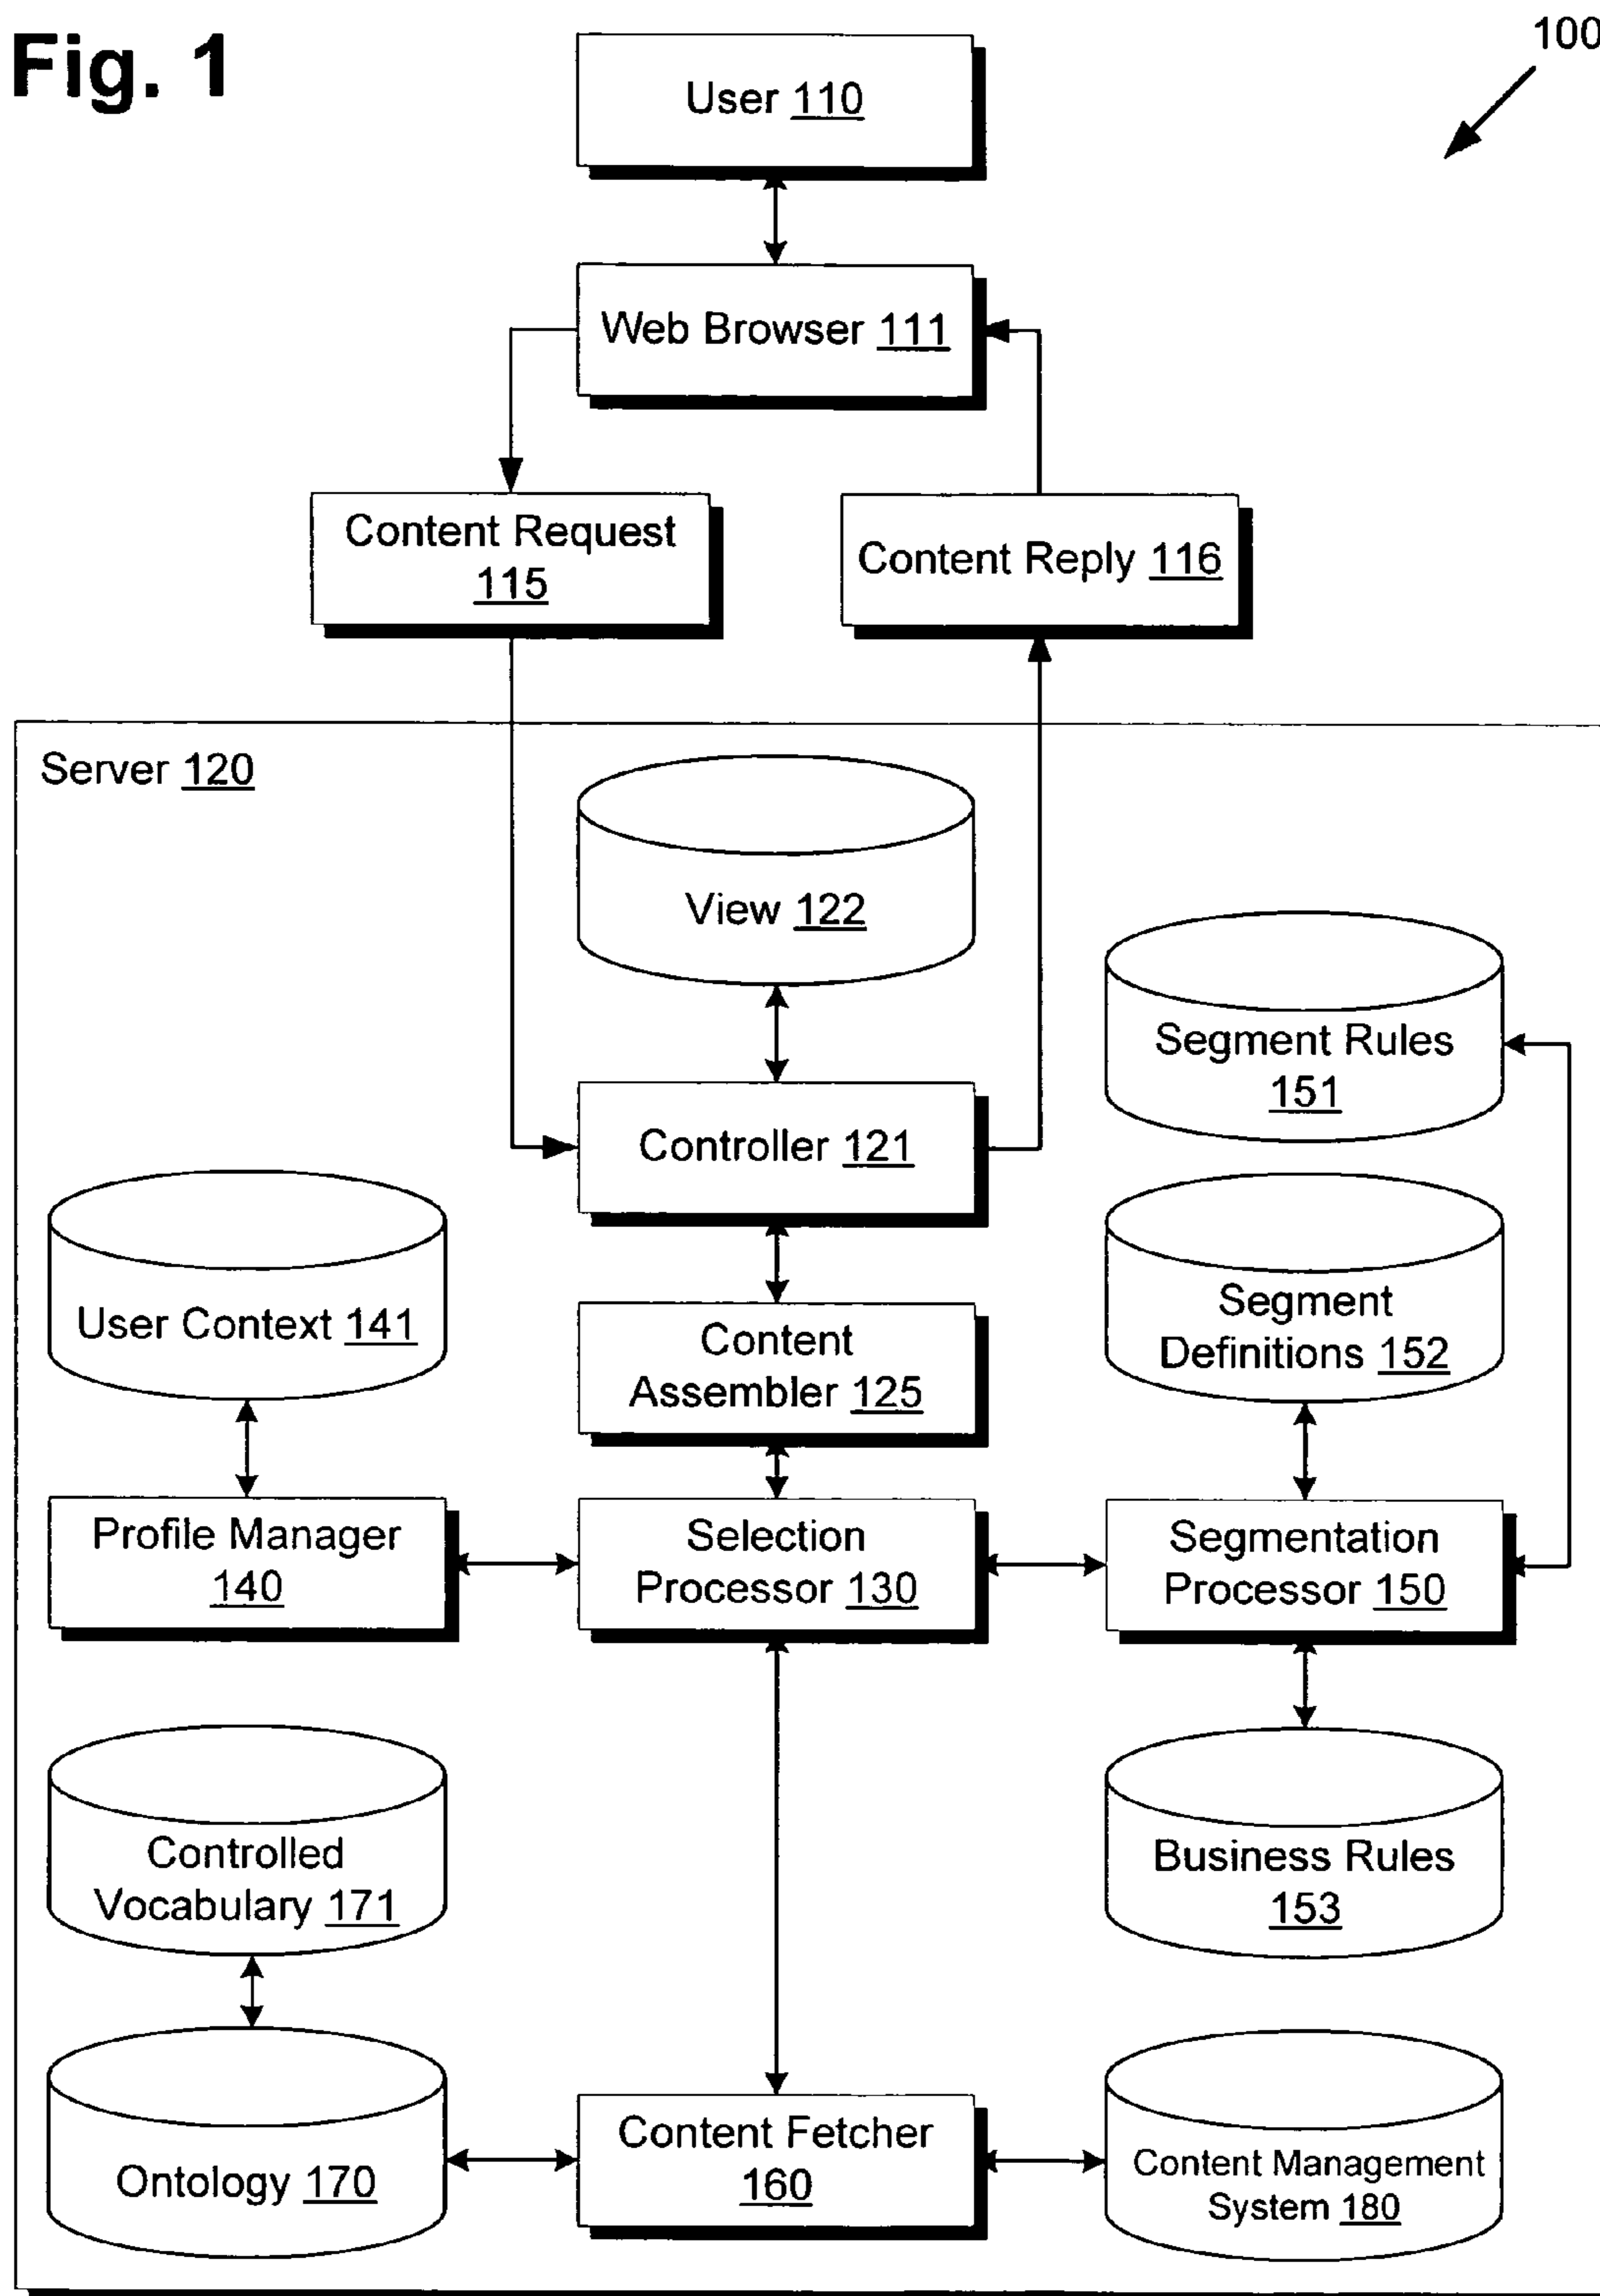 Fig. 1
100
User 110
Web Browser 111
Content Request
115
Content Reply 116
Server 120
View 122
Segment Rules
151
Controller 121
User Context 141
Segment
Definitions 152
Content
Assembler 125
Profile Manager
140
Selection
Processor 130
Segmentation
Processor 150
Controlled
Vocabulary 171
Business Rules
153
Ontology 170
Content Fetcher
160
Content Management
System 180